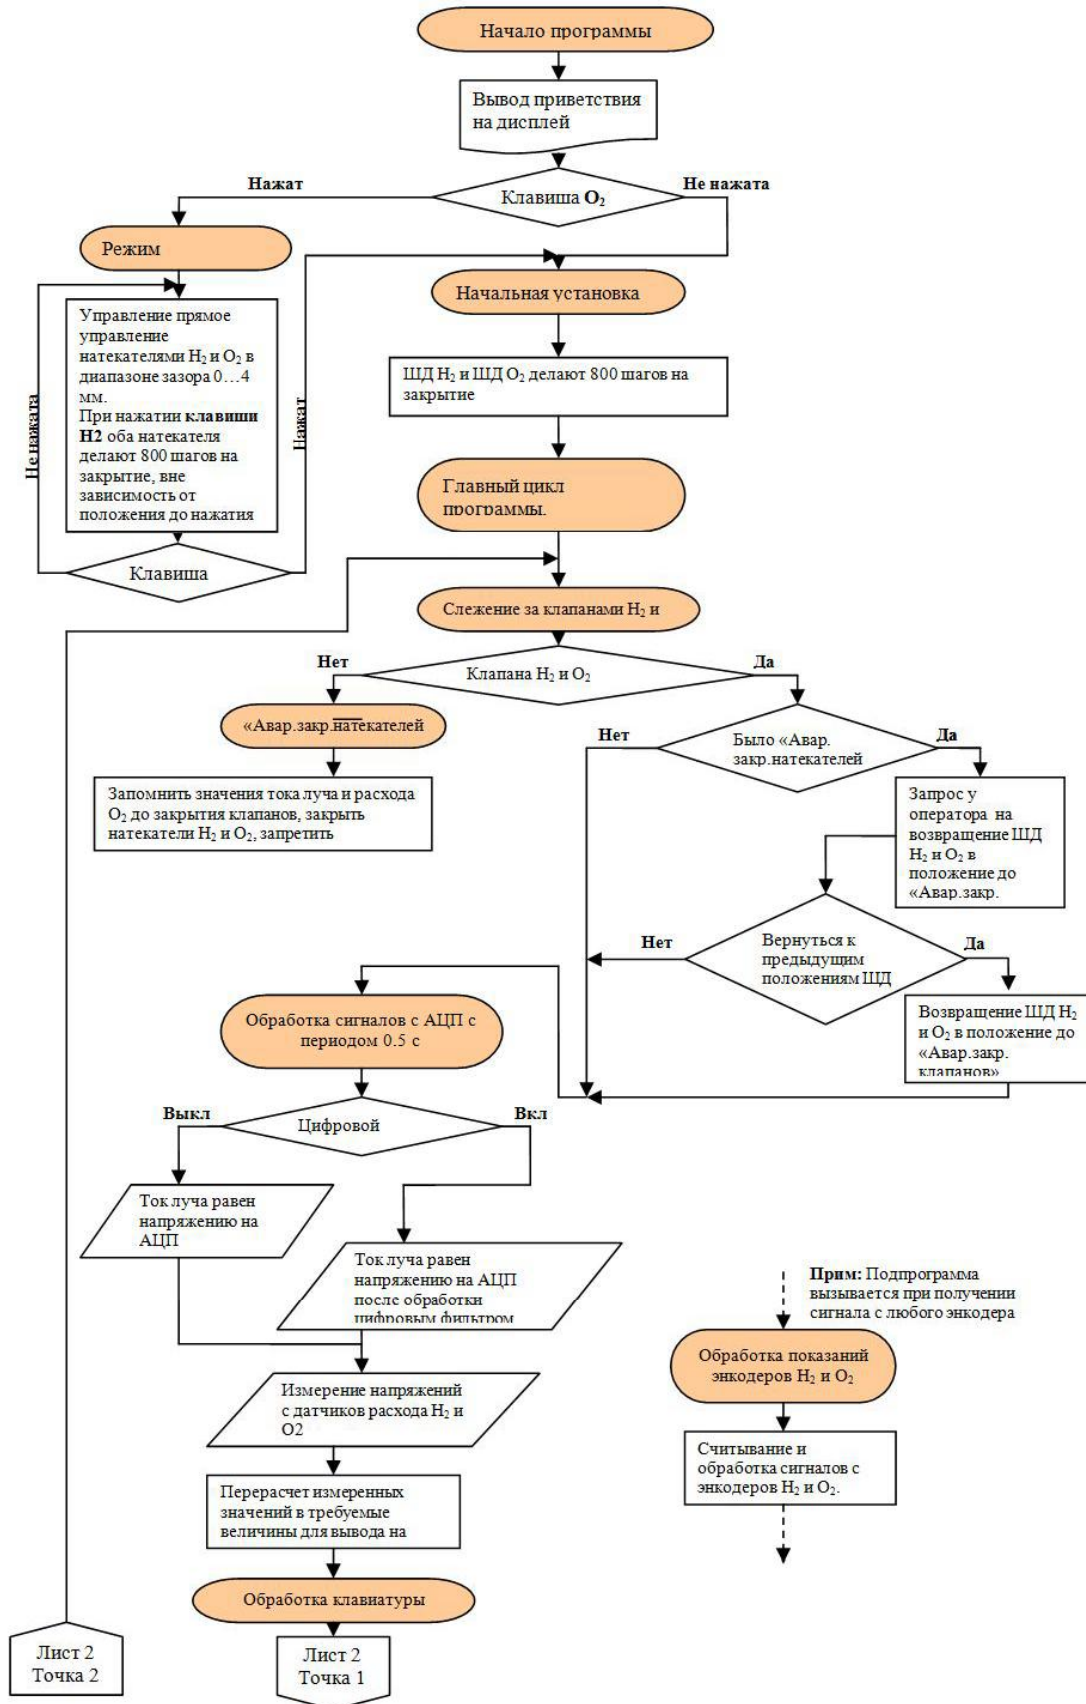 Начало программы
Вывод приветствия
на дисплей
Нажат
Клавиша O₂
Не нажата
Режим
Начальная установка
Управление прямое
управление
натекателями H₂ и O₂ в
диапазоне зазора 0…4
мм.
При нажатии клавиши
H2 оба натекателя
делают 800 шагов на
закрытие, вне
зависимость от
положения до нажатия
Не нажата
Нажат
Клавиша
ШД H₂ и ШД O₂ делают 800 шагов на
закрытие
Главный цикл
программы.
Слежение за клапанами H₂ и
Нет
Клапана H₂ и O₂
Да
«Авар.закр.натекателей
Запомнить значения тока луча и расхода
O₂ до закрытия клапанов, закрыть
натекатели H₂ и O₂, запретить
Нет
Было «Авар.
закр.натекателей
Да
Запрос у
оператора на
возвращение ШД
H₂ и O₂ в
положение до
«Авар.закр.
Нет
Вернуться к
предыдущим
положениям ШД
Да
Возвращение ШД H₂
и O₂ в положение до
«Авар.закр.
клапанов»
Обработка сигналов с АЦП с
периодом 0.5 с
Выкл
Цифровой
Вкл
Ток луча равен
напряжению на
АЦП
Ток луча равен
напряжению на АЦП
после обработки
цифровым фильтром
Измерение напряжений
с датчиков расхода H₂ и
O2
Перерасчет измеренных
значений в требуемые
величины для вывода на
Обработка клавиатуры
Лист 2
Точка 2
Лист 2
Точка 1
Прим: Подпрограмма
вызывается при получении
сигнала с любого энкодера
Обработка показаний
энкодеров H₂ и O₂
Считывание и
обработка сигналов с
энкодеров H₂ и O₂.